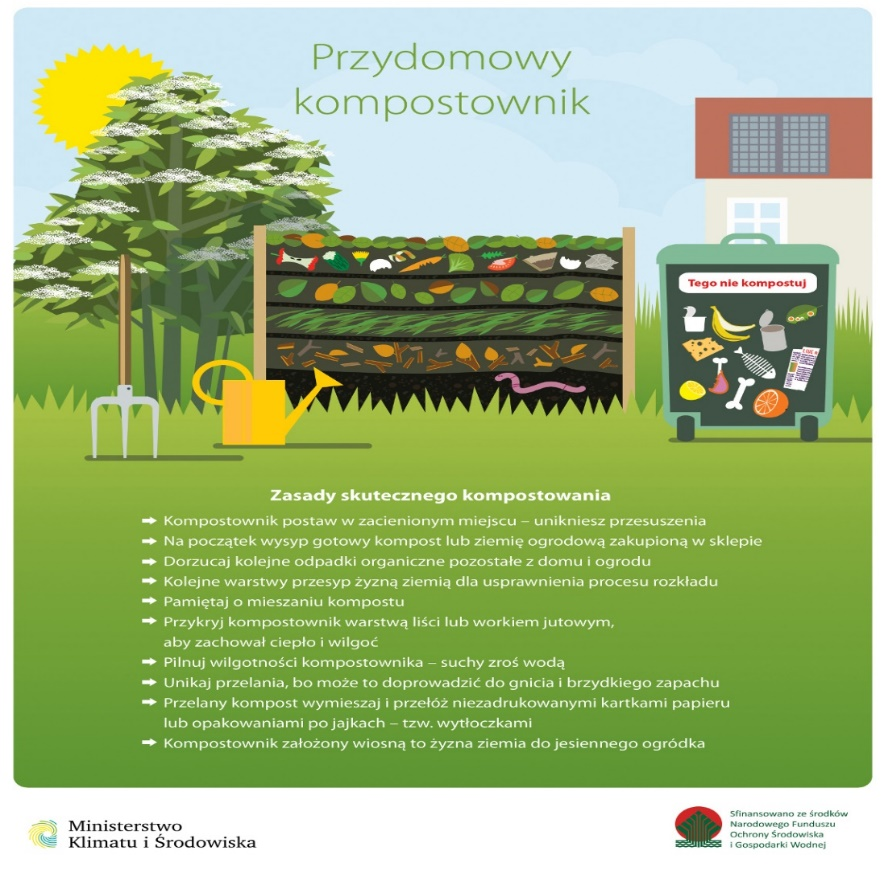 Przydomowy
kompostownik
Tego nie kompostuj
Zasady skutecznego kompostowania
Kompostownik postaw w zacienionym miejscu – unikniesz przesuszenia
Na początek wysyp gotowy kompost lub ziemię ogrodową zakupioną w sklepie
Dorzucaj kolejne odpadki organiczne pozostałe z domu i ogrodu
Kolejne warstwy przesyp żyzną ziemią dla usprawnienia procesu rozkładu
Pamiętaj o mieszaniu kompostu
Przykryj kompostownik warstwą liści lub workiem jutowym,
aby zachował ciepło i wilgoć
Pilnuj wilgotności kompostownika – suchy zroś wodą
Unikaj przelania, bo może to doprowadzić do gnicia i brzydkiego zapachu
Przelany kompost wymieszaj i przełóż niezadrukowanymi kartkami papieru
lub opakowaniami po jajkach – tzw. wytłoczkami
Kompostownik założony wiosną to żyzna ziemia do jesiennego ogródka
Ministerstwo
Klimatu i Środowiska
Sfinansowano ze środków
Narodowego Funduszu
Ochrony Środowiska
i Gospodarki Wodnej